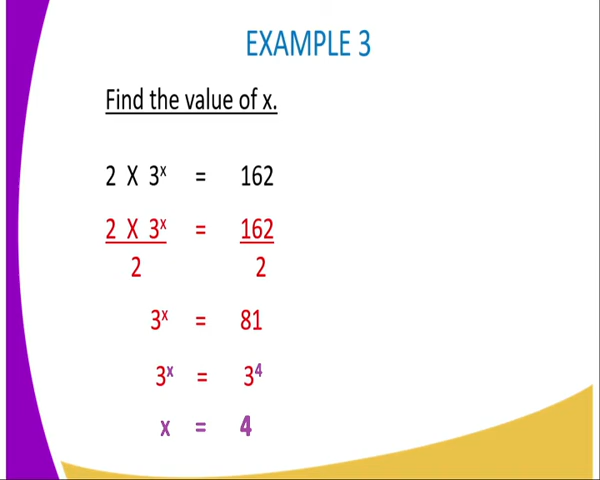 EXAMPLE 3
Find the value of x.
2 X 3ˣ = 162
2 X 3ˣ = 162
2 2
3ˣ = 81
3ˣ = 3⁴
x = 4